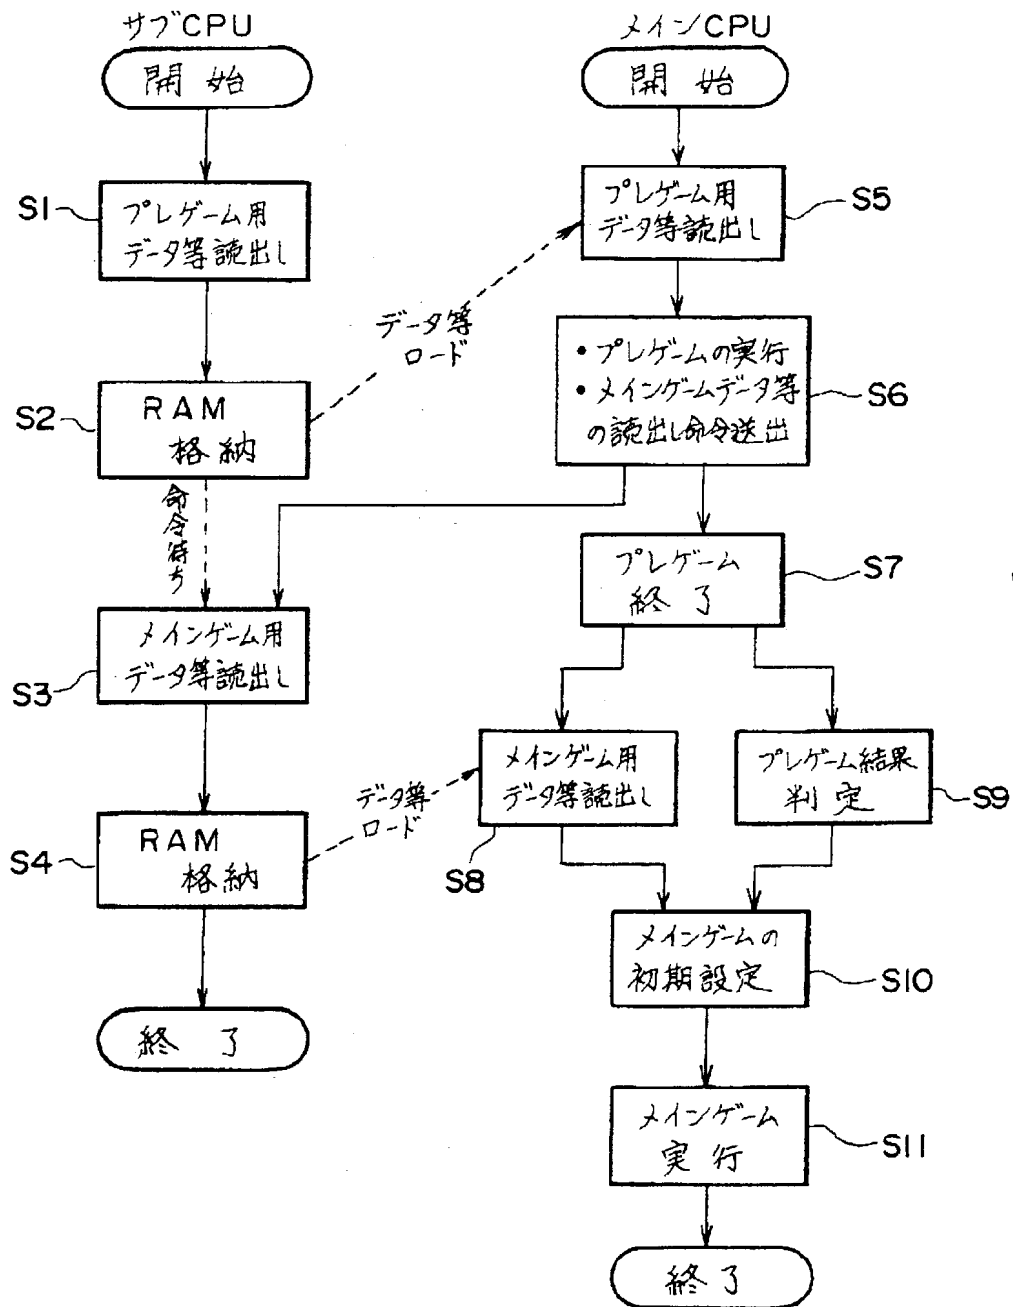 サブCPU
開始
S1
プレゲーム用
データ等読出し
データ等
ロード
S2
RAM
格納
命令待ち
S3
メインゲーム用
データ等読出し
データ等
ロード
S4
RAM
格納
終了
メインCPU
開始
プレゲーム用
データ等読出し
S5
・プレゲームの実行
・メインゲームデータ等
の読出し命令送出
S6
プレゲーム
終了
S7
メインゲーム用
データ等読出し
S8
プレゲーム結果
判定
S9
メインゲームの
初期設定
S10
メインゲーム
実行
S11
終了